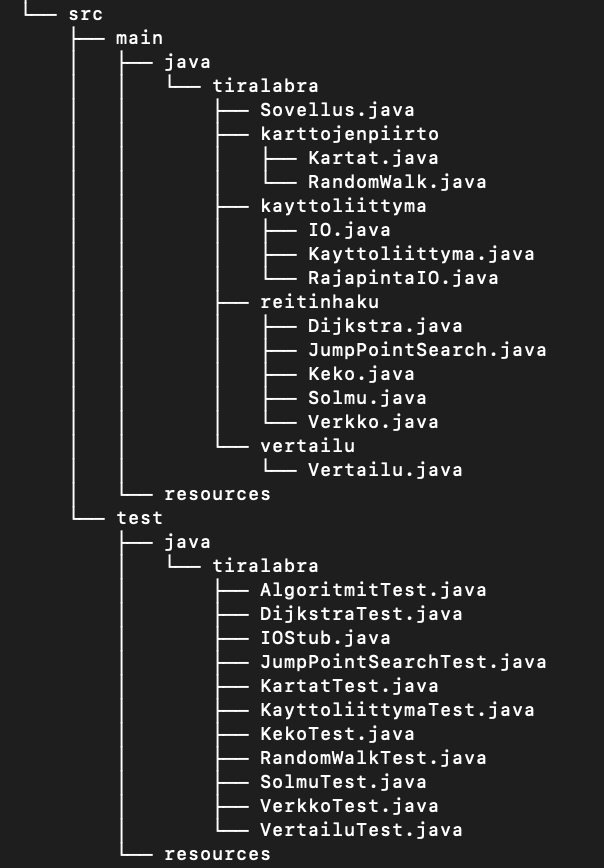 └── src
    ├── main
    │   ├── java
    │   │   └── tiralabra
    │   │       ├── Sovellus.java
    │   │       ├── karttojenpiirto
    │   │       │   ├── Kartat.java
    │   │       │   └── RandomWalk.java
    │   │       ├── kayttoliittyma
    │   │       │   ├── IO.java
    │   │       │   ├── Kayttoliittyma.java
    │   │       │   └── RajapintaIO.java
    │   │       ├── reitinhaku
    │   │       │   ├── Dijkstra.java
    │   │       │   ├── JumpPointSearch.java
    │   │       │   ├── Keko.java
    │   │       │   ├── Solmu.java
    │   │       │   └── Verkko.java
    │   │       └── vertailu
    │   │           └── Vertailu.java
    │   └── resources
    └── test
        ├── java
        │   └── tiralabra
        │       ├── AlgoritmitTest.java
        │       ├── DijkstraTest.java
        │       ├── IOStub.java
        │       ├── JumpPointSearchTest.java
        │       ├── KartatTest.java
        │       ├── KayttoliittymaTest.java
        │       ├── KekoTest.java
        │       ├── RandomWalkTest.java
        │       ├── SolmuTest.java
        │       ├── VerkkoTest.java
        │       └── VertailuTest.java
        └── resources